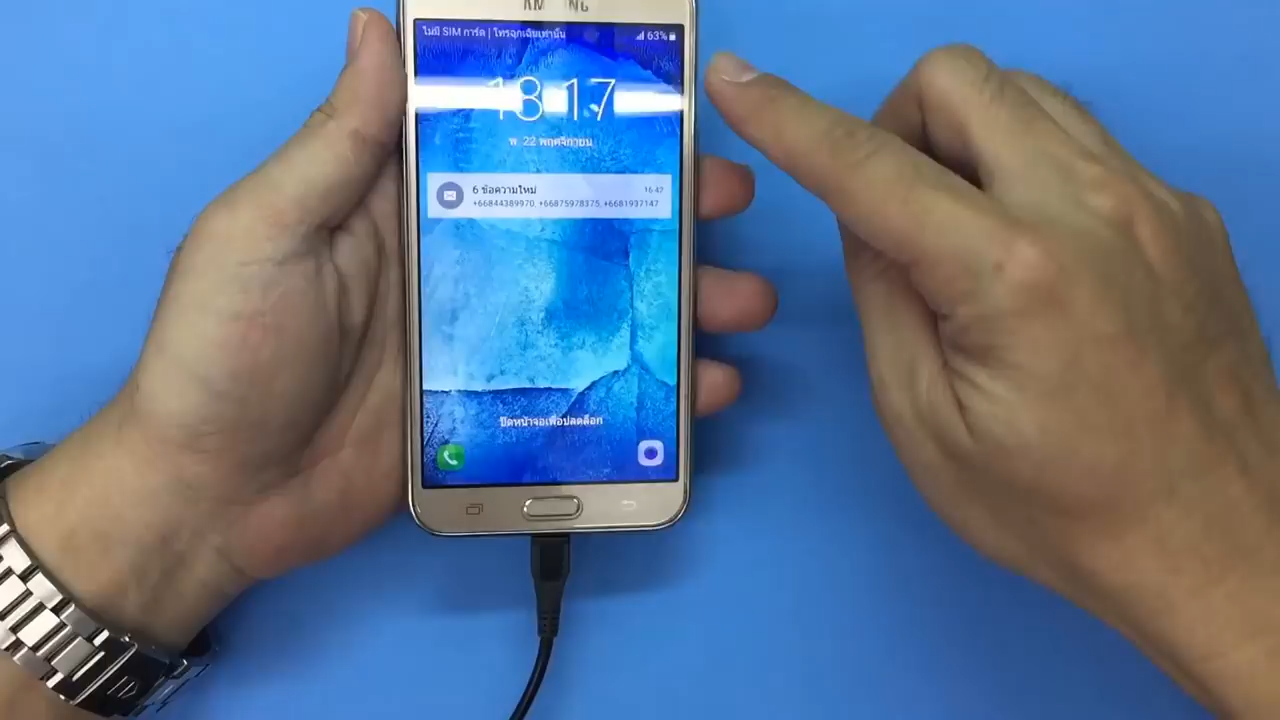 SAMSUNG
ไม่มี SIM การ์ด | โทรฉุกเฉินเท่านั้น 63%
18 17
พ. 22 พฤศจิกายน
6 ข้อความใหม่ 16:47
+66844389970, +66875978375, +6681937147
ปัดหน้าจอเพื่อปลดล็อก